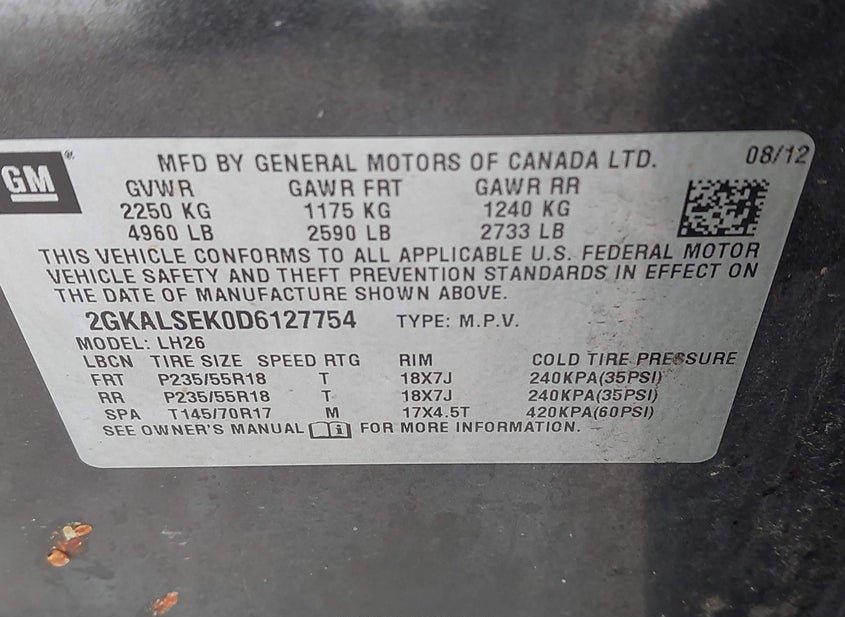 GM ®
MFD BY GENERAL MOTORS OF CANADA LTD. 08/12
GVWR GAWR FRT GAWR RR
2250 KG 1175 KG 1240 KG
4960 LB 2590 LB 2733 LB
THIS VEHICLE CONFORMS TO ALL APPLICABLE U.S. FEDERAL MOTOR
VEHICLE SAFETY AND THEFT PREVENTION STANDARDS IN EFFECT ON
THE DATE OF MANUFACTURE SHOWN ABOVE.
2GKALSEK0D6127754 TYPE: M.P.V.
MODEL: LH26
LBCN TIRE SIZE SPEED RTG RIM COLD TIRE PRESSURE
FRT P235/55R18 T 18X7J 240KPA(35PSI)
RR P235/55R18 T 18X7J 240KPA(35PSI)
SPA T145/70R17 M 17X4.5T 420KPA(60PSI)
SEE OWNER'S MANUAL FOR MORE INFORMATION.